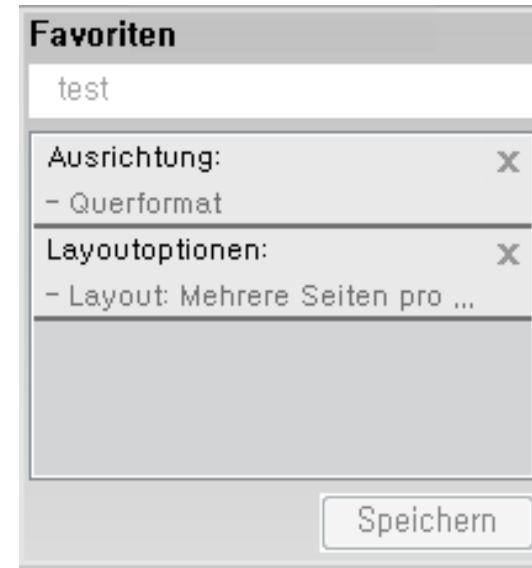 Favoriten
test
Ausrichtung:
x
- Querformat
Layoutoptionen:
x
- Layout: Mehrere Seiten pro ...
Speichern